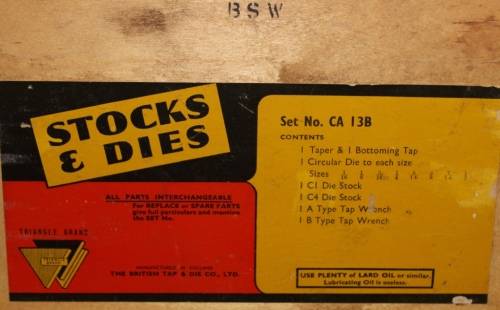 BSW
STOCKS
& DIES
ALL PARTS INTERCHANGEABLE
For REPLACE or SPARE PARTS
give full particulars and mention
the SET No.
TRIANGLE BRAND
TRIANGLE BRAND
MANUFACTURED IN ENGLAND
THE BRITISH TAP & DIE CO., LTD.
Set No. CA 13B
CONTENTS
1 Taper & 1 Bottoming Tap
1 Circular Die to each size
Sizes
1 C1 Die Stock
1 C4 Die Stock
1 A Type Tap Wrench
1 B Type Tap Wrench
USE PLENTY of LARD OIL or similar.
Lubricating Oil is useless.